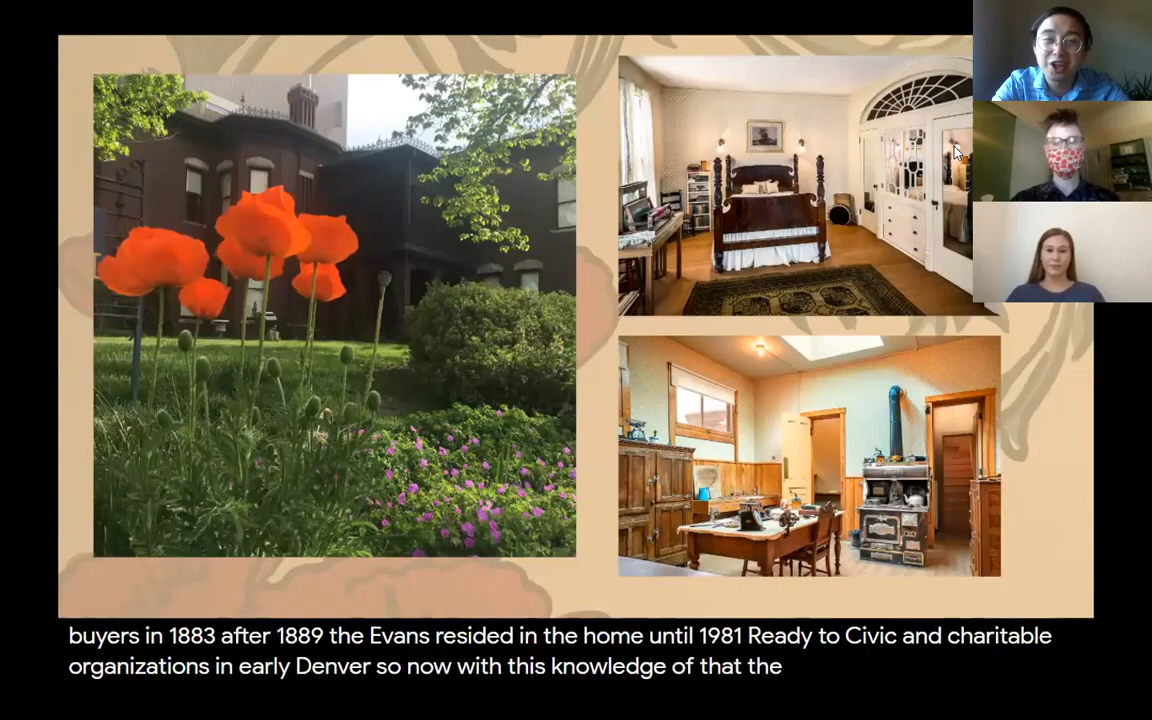 buyers in 1883 after 1889 the Evans resided in the home until 1981 Ready to Civic and charitable
organizations in early Denver so now with this knowledge of that the